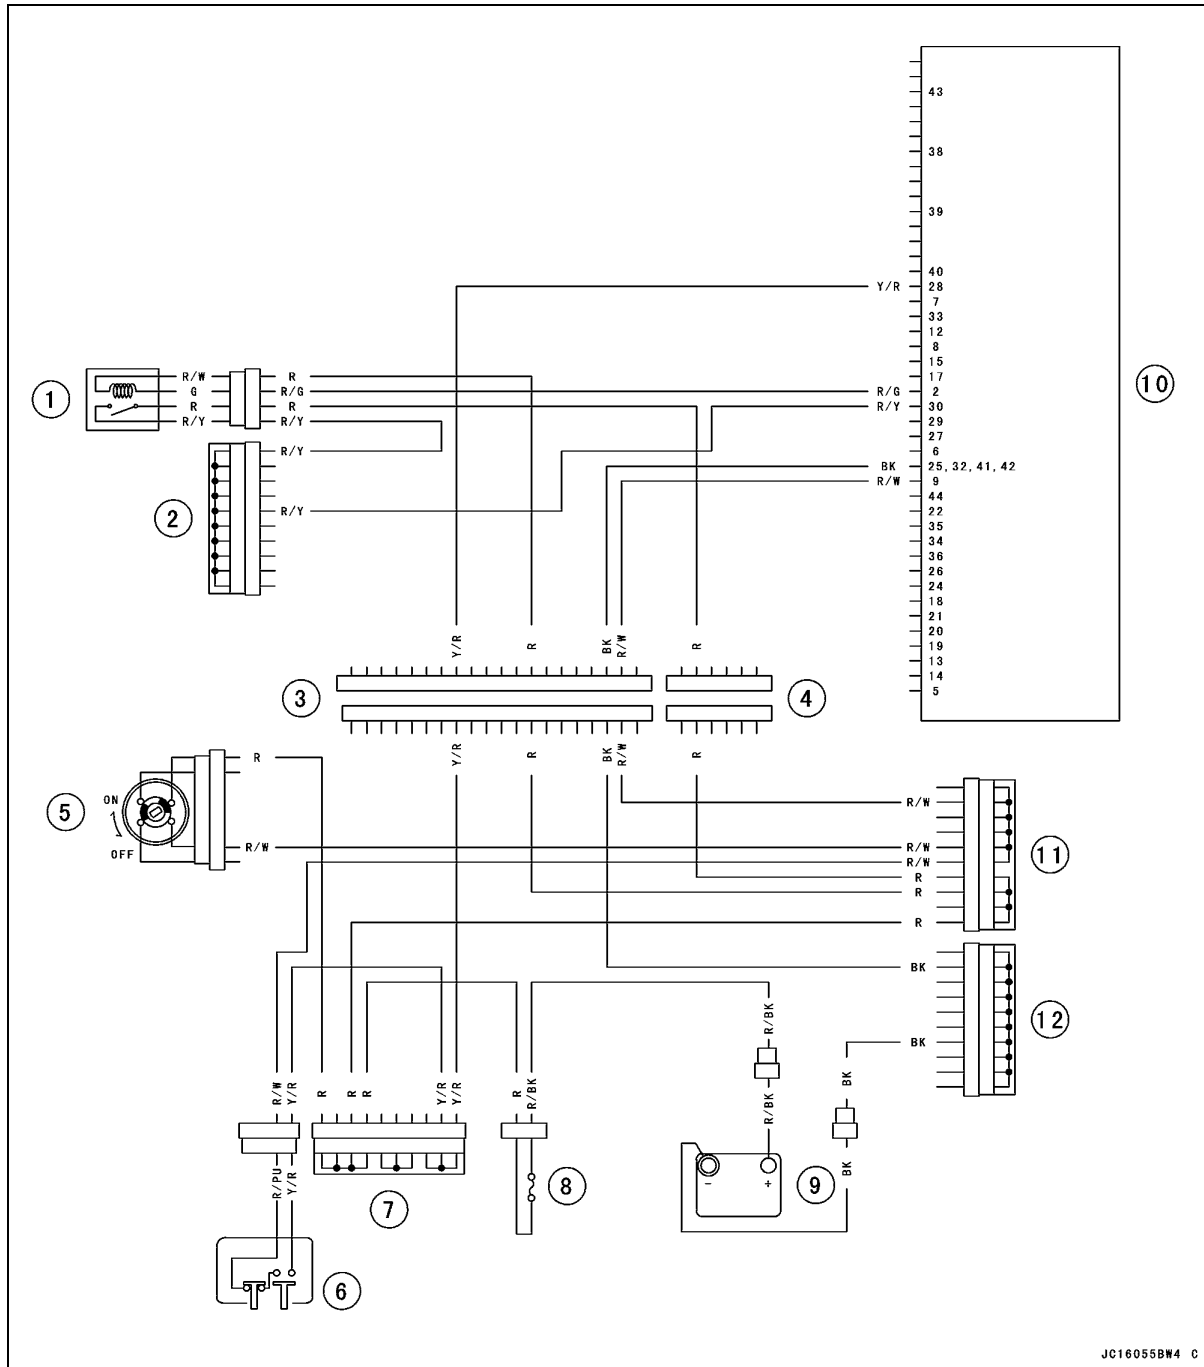 43
38
39
40
Y/R 28
7
33
12
8
15
R/W R 17
G R/G R/G 2
R R R/Y 30
R/Y R/Y 29
1
10
27
R/Y 6
BK 25, 32, 41, 42
R/W 9
44
R/Y 22
2
35
34
36
26
24
18
21
20
Y/R R BK R/W R 19
13
14
5
3
4
Y/R R BK R/W R
R
5
ON
OFF
R/W
R/W
R/W
R/W
R
R
R
11
BK
12
BK
R/BK
R/W Y/R R R R Y/R Y/R R R/BK
R/BK
BK
R/PU Y/R
- +
BK
7
8
9
6
JC16055BW4 C